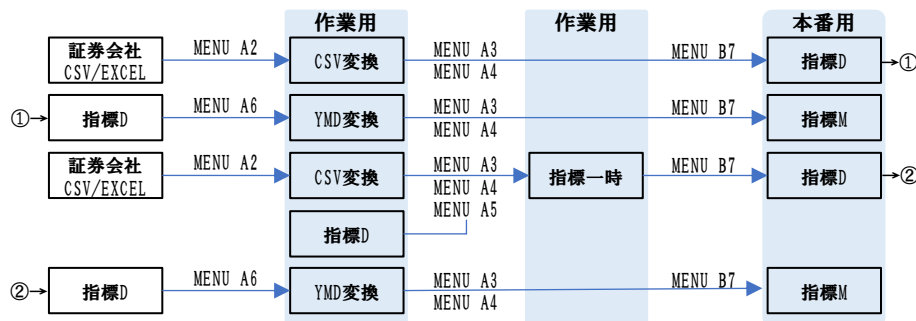 作業用
作業用
本番用
証券会社
CSV/EXCEL
MENU A2
CSV変換
MENU A3
MENU A4
MENU B7
指標D
→①
①→
指標D
MENU A6
YMD変換
MENU A3
MENU A4
MENU B7
指標M
証券会社
CSV/EXCEL
MENU A2
CSV変換
MENU A3
MENU A4
MENU A5
指標一時
MENU B7
指標D
→②
指標D
②→
指標D
MENU A6
YMD変換
MENU A3
MENU A4
MENU B7
指標M